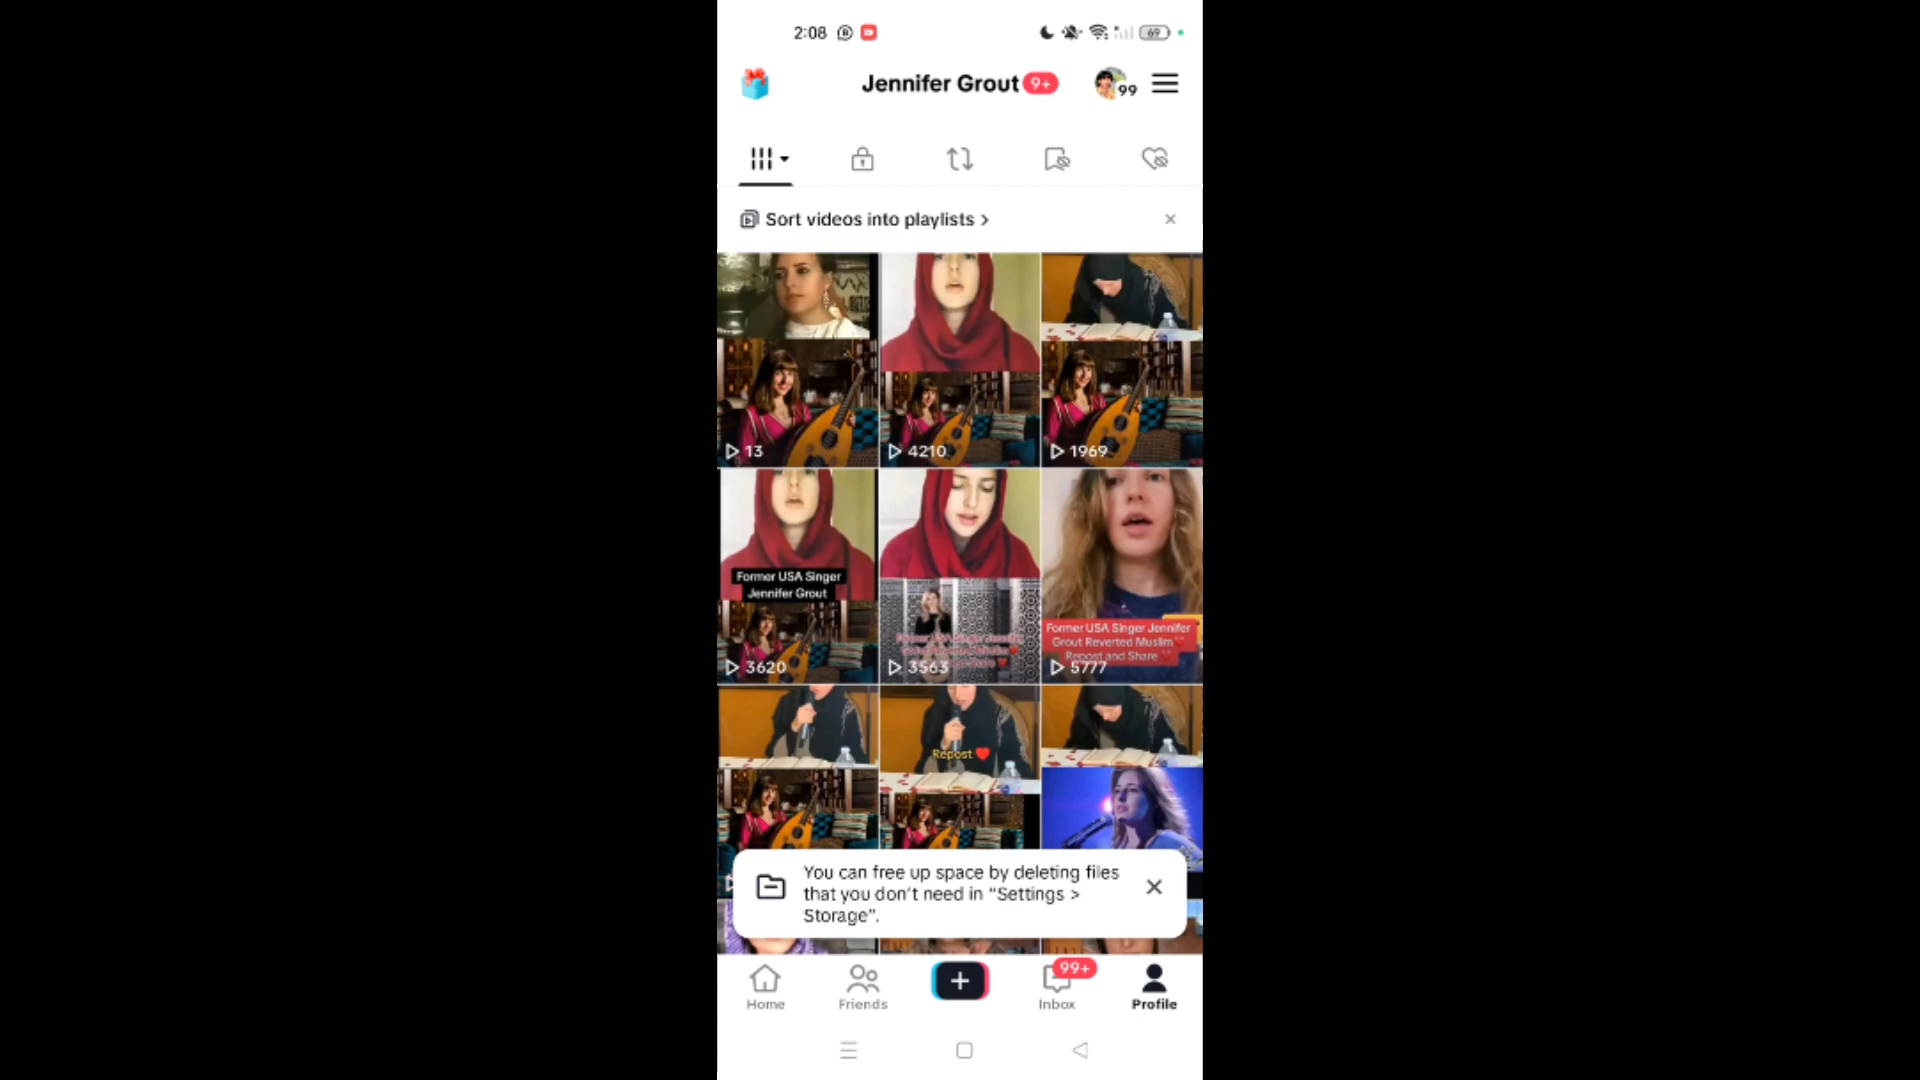 2:08
69
Jennifer Grout 9+
99
Sort videos into playlists >
13
4210
1969
Former USA Singer
Jennifer Grout
3620
3563
Former USA Singer Jennifer
Grout Reverted Muslim
Repost and Share
5777
Repost
You can free up space by deleting files
that you don't need in "Settings >
Storage".
Home
Friends
99+
Inbox
Profile